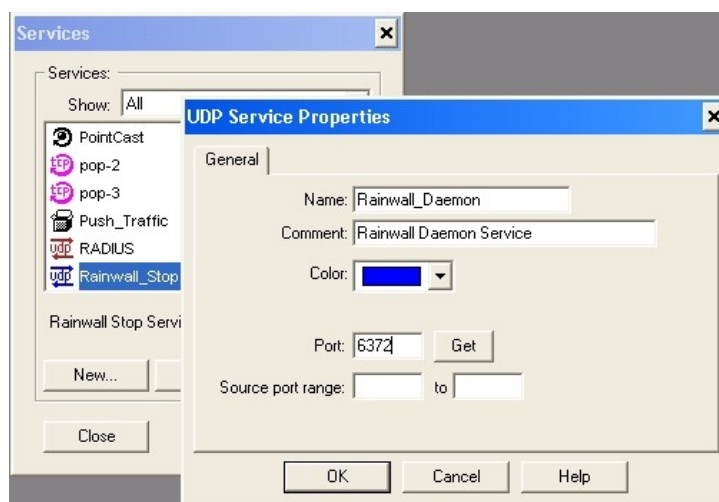 Services
Services:
Show: All
PointCast
pop-2
pop-3
Push_Traffic
RADIUS
Rainwall_Stop
Rainwall Stop Servi
New...
Close
UDP Service Properties
General
Name: Rainwall_Daemon
Comment: Rainwall Daemon Service
Color:
Port: 6372 Get
Source port range: to
OK Cancel Help